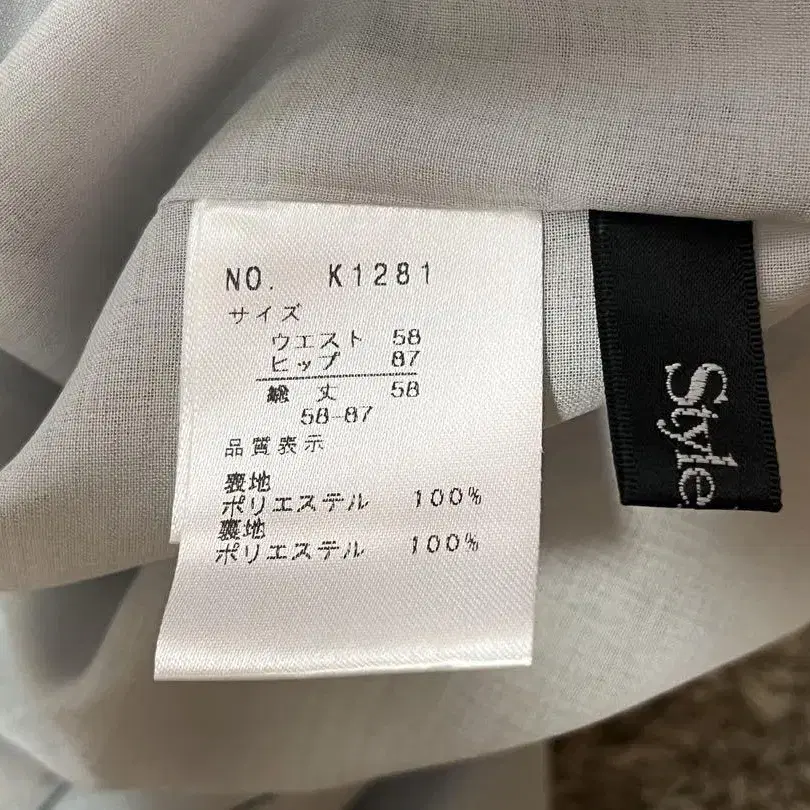 NO. K1281
サイズ
ウエスト 58
ヒップ 87
総 丈 58
58-87
品質表示
表地
ポリエステル 100%
裏地
ポリエステル 100%
Style